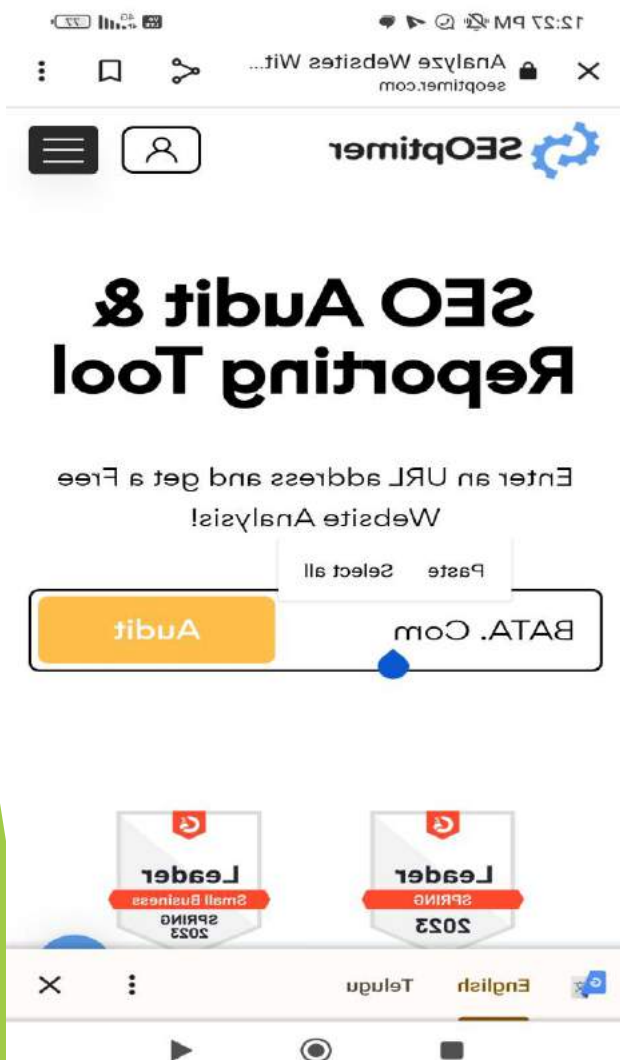 12:27 PM
4G
77
Analyze Websites Wit...
seoptimer.com
SEOptimer
SEO Audit &
Reporting Tool
Enter an URL address and get a Free
Website Analysis!
Paste Select all
BATA. Com Audit
Leader
SPRING
2023
Leader
Small Business
SPRING
2023
English Telugu